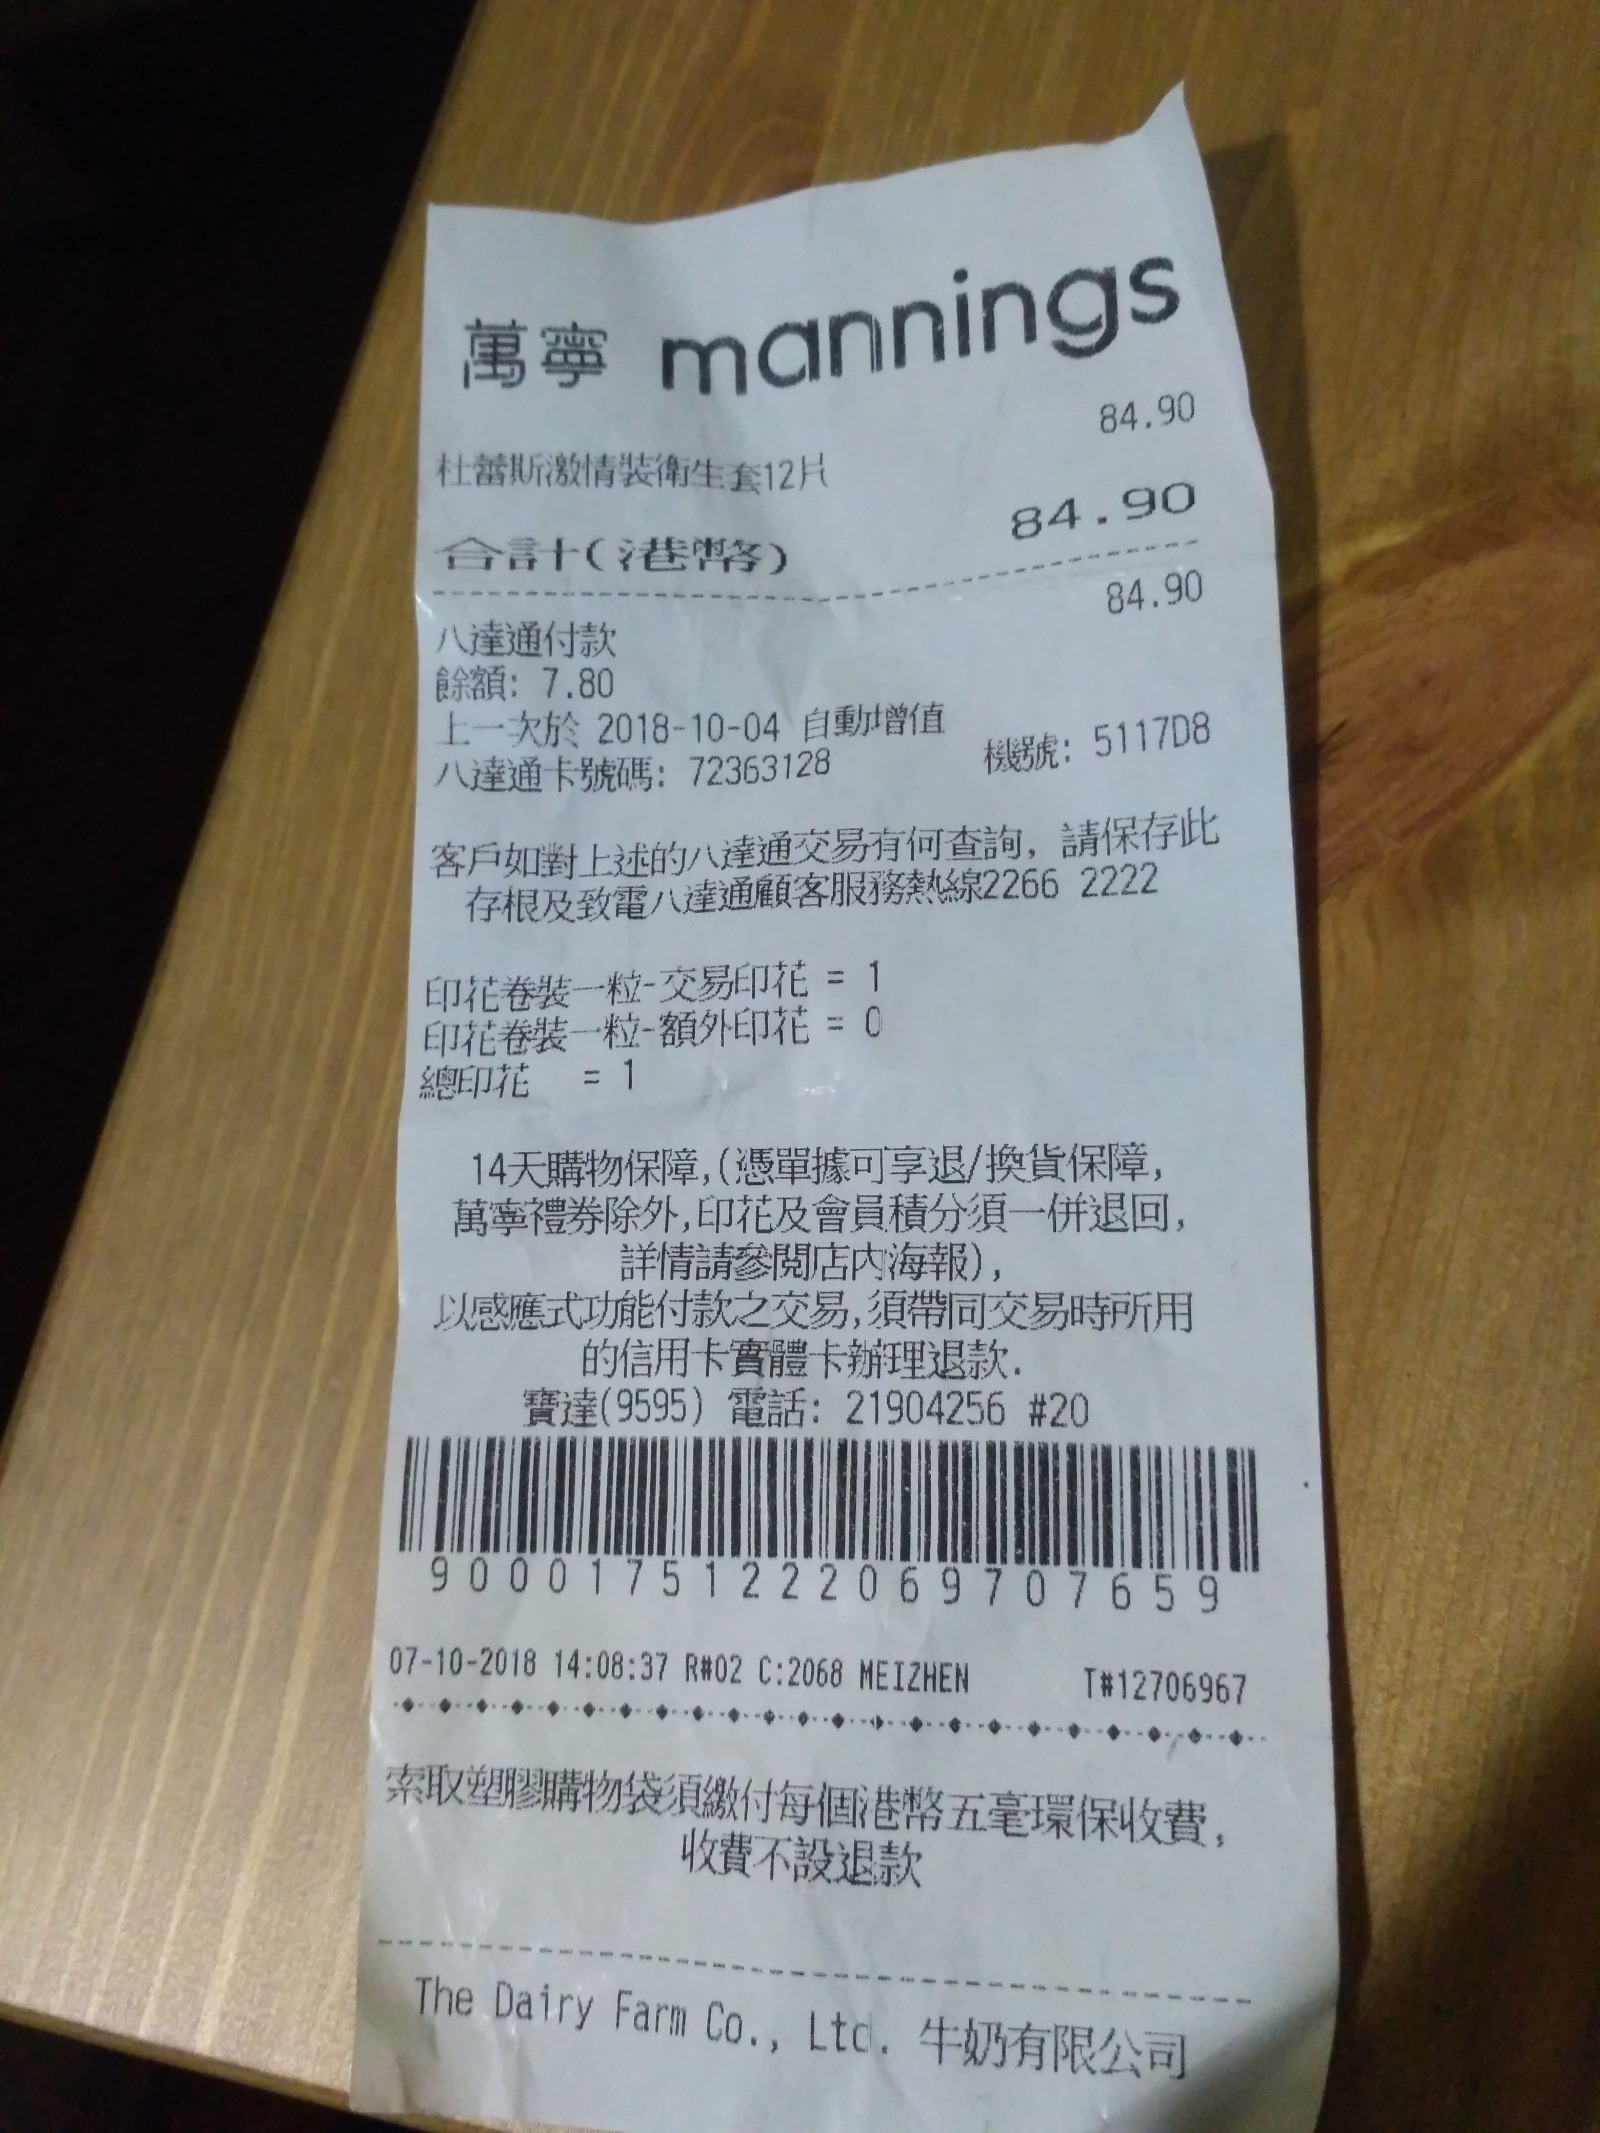 萬寧 mannings
84.90
杜蕾斯激情裝衛生套12片
84.90
合計(港幣)
84.90
八達通付款
餘額: 7.80
上一次於 2018-10-04 自動增值
八達通卡號碼: 72363128 機號: 5117D8
客戶如對上述的八達通交易有何查詢, 請保存此
存根及致電八達通顧客服務熱線2266 2222
印花卷裝一粒-交易印花 = 1
印花卷裝一粒-額外印花 = 0
總印花 = 1
14天購物保障,(憑單據可享退/換貨保障,
萬寧禮券除外,印花及會員積分須一併退回,
詳情請參閱店內海報),
以感應式功能付款之交易,須帶同交易時所用
的信用卡實體卡辦理退款.
寶達(9595) 電話: 21904256 #20
90001751222069707659
07-10-2018 14:08:37 R#02 C:2068 MEIZHEN T#12706967
索取塑膠購物袋須繳付每個港幣五毫環保收費,
收費不設退款
The Dairy Farm Co., Ltd. 牛奶有限公司